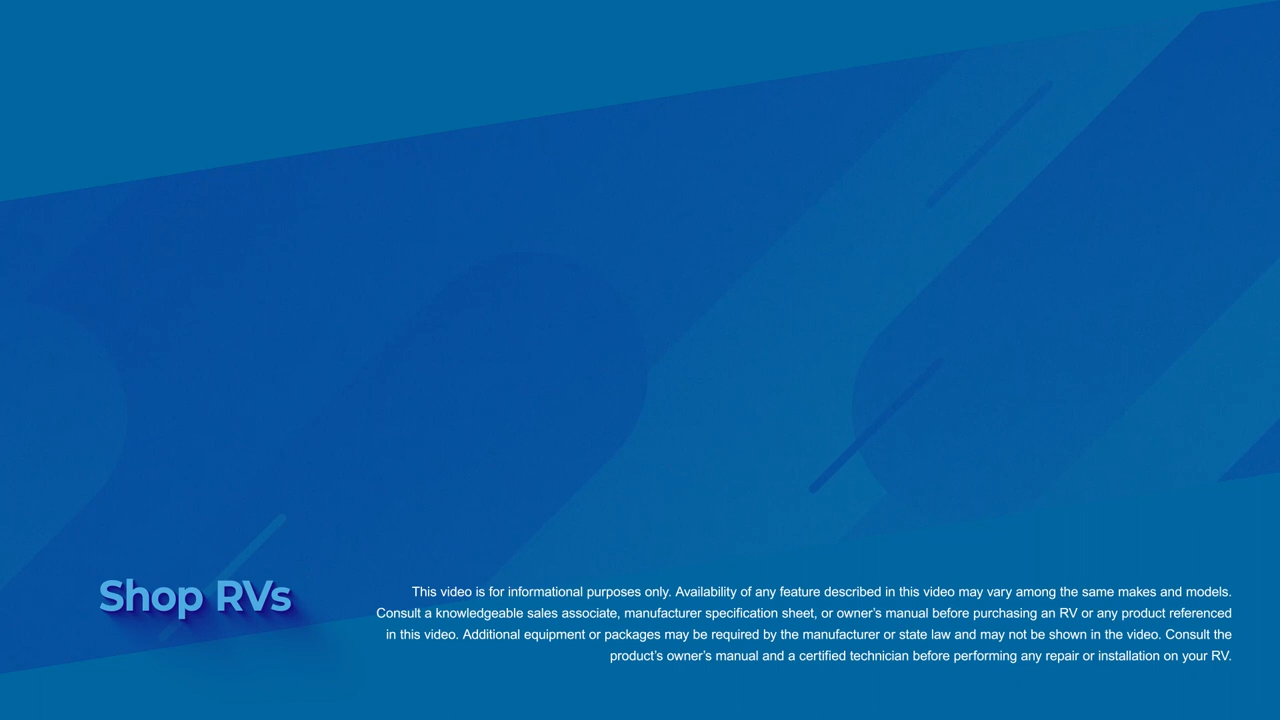 Shop RVs
This video is for informational purposes only. Availability of any feature described in this video may vary among the same makes and models.
Consult a knowledgeable sales associate, manufacturer specification sheet, or owner’s manual before purchasing an RV or any product referenced
in this video. Additional equipment or packages may be required by the manufacturer or state law and may not be shown in the video. Consult the
product’s owner’s manual and a certified technician before performing any repair or installation on your RV.